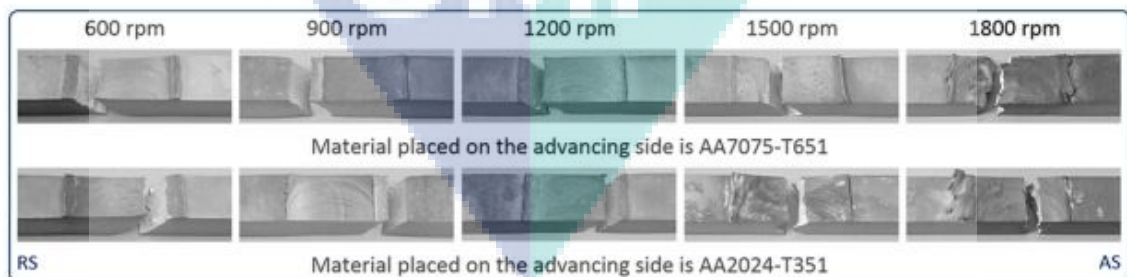 600 rpm 900 rpm 1200 rpm 1500 rpm 1800 rpm
Material placed on the advancing side is AA7075-T651
RS Material placed on the advancing side is AA2024-T351 AS